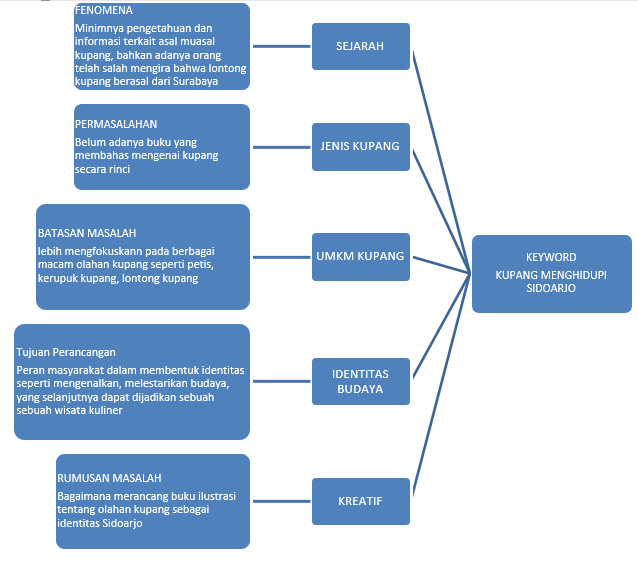 FENOMENA
Minimnya pengetahuan dan
informasi terkait asal muasal
kupang, bahkan adanya orang
telah salah mengira bahwa lontong
kupang berasal dari Surabaya
SEJARAH
PERMASALAHAN
Belum adanya buku yang
membahas mengenai kupang
secara rinci
JENIS KUPANG
BATASAN MASALAH
lebih mengfokuskann pada berbagai
macam olahan kupang seperti petis,
kerupuk kupang, lontong kupang
UMKM KUPANG
Tujuan Perancangan
Peran masyarakat dalam membentuk identitas
seperti mengenalkan, melestarikan budaya,
yang selanjutnya dapat dijadikan sebuah
sebuah wisata kuliner
IDENTITAS
BUDAYA
RUMUSAN MASALAH
Bagaimana merancang buku ilustrasi
tentang olahan kupang sebagai
identitas Sidoarjo
KREATIF
KEYWORD
KUPANG MENGHIDUPI
SIDOARJO